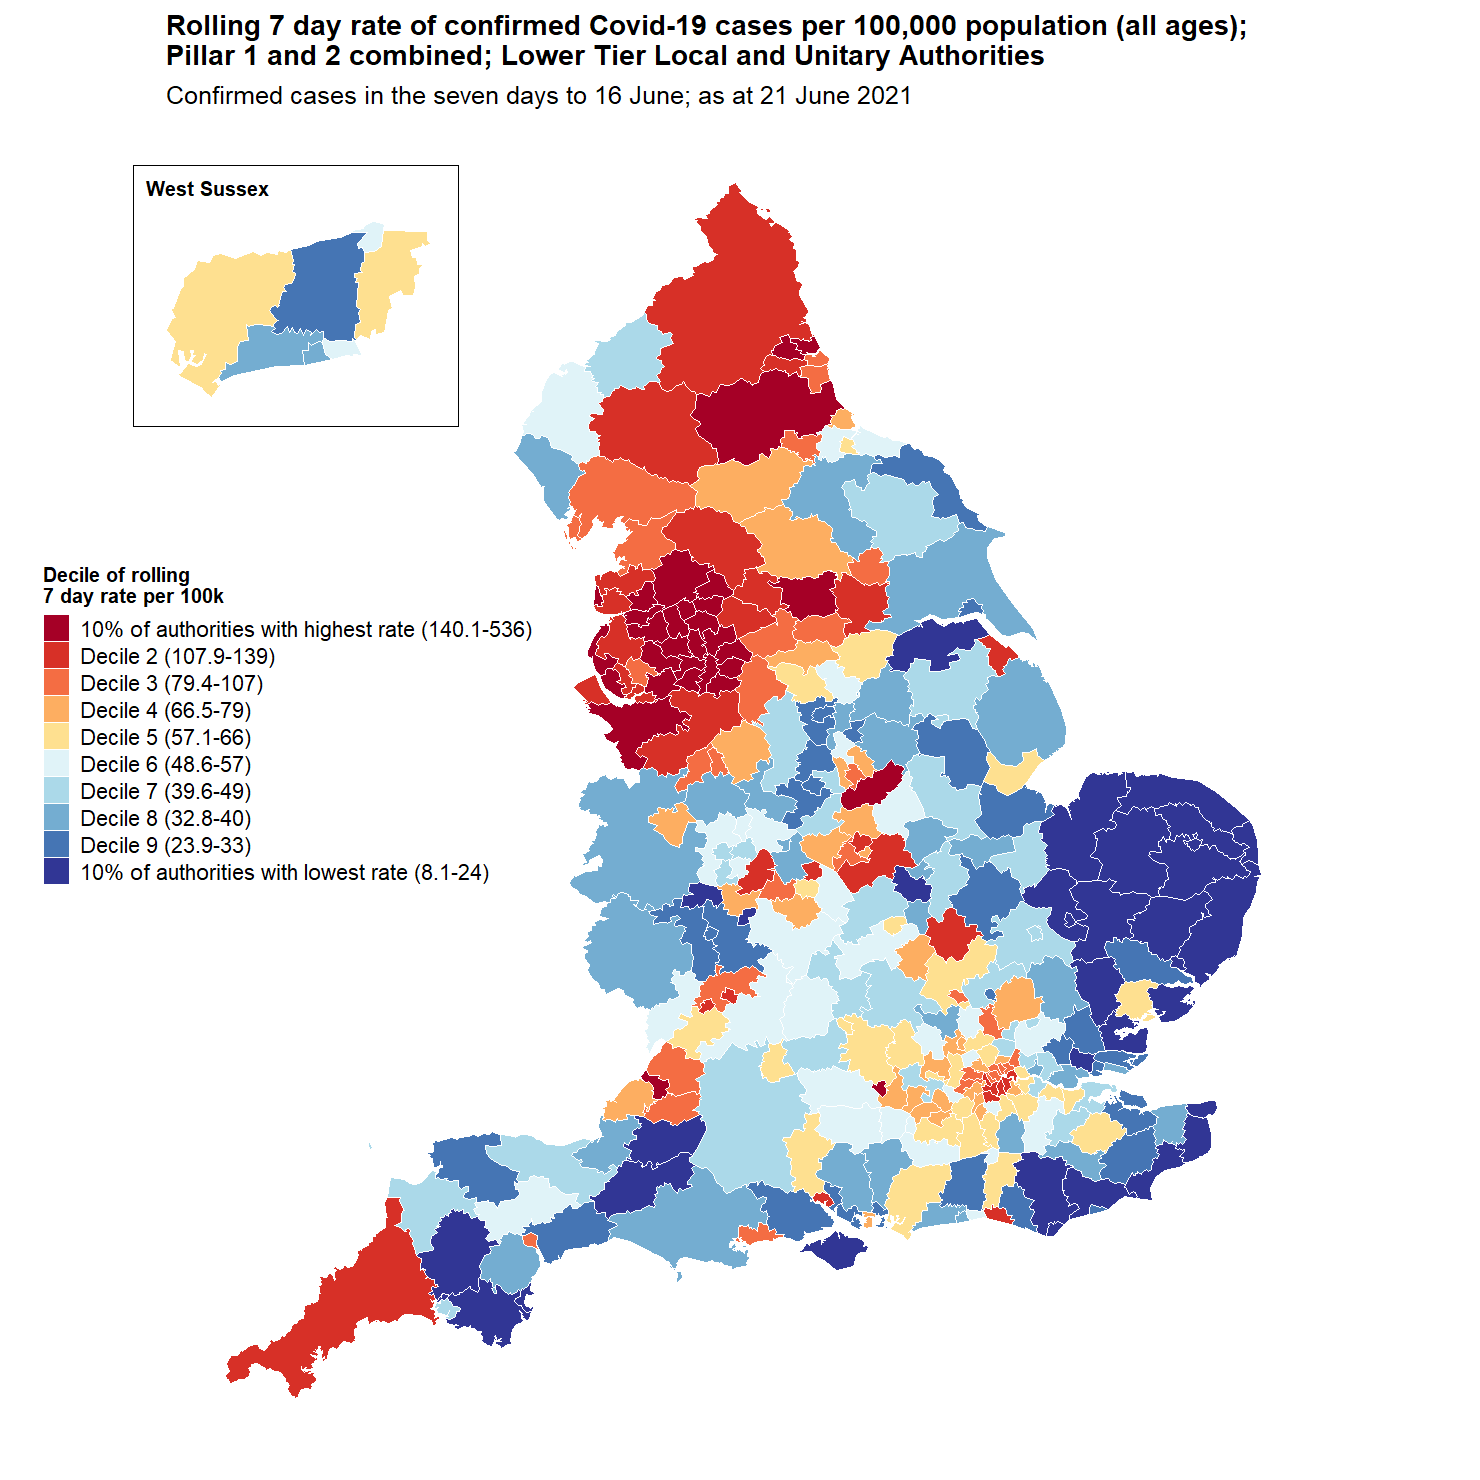 Rolling 7 day rate of confirmed Covid-19 cases per 100,000 population (all ages);
Pillar 1 and 2 combined; Lower Tier Local and Unitary Authorities
Confirmed cases in the seven days to 16 June; as at 21 June 2021
West Sussex
Decile of rolling
7 day rate per 100k
10% of authorities with highest rate (140.1-536)
Decile 2 (107.9-139)
Decile 3 (79.4-107)
Decile 4 (66.5-79)
Decile 5 (57.1-66)
Decile 6 (48.6-57)
Decile 7 (39.6-49)
Decile 8 (32.8-40)
Decile 9 (23.9-33)
10% of authorities with lowest rate (8.1-24)